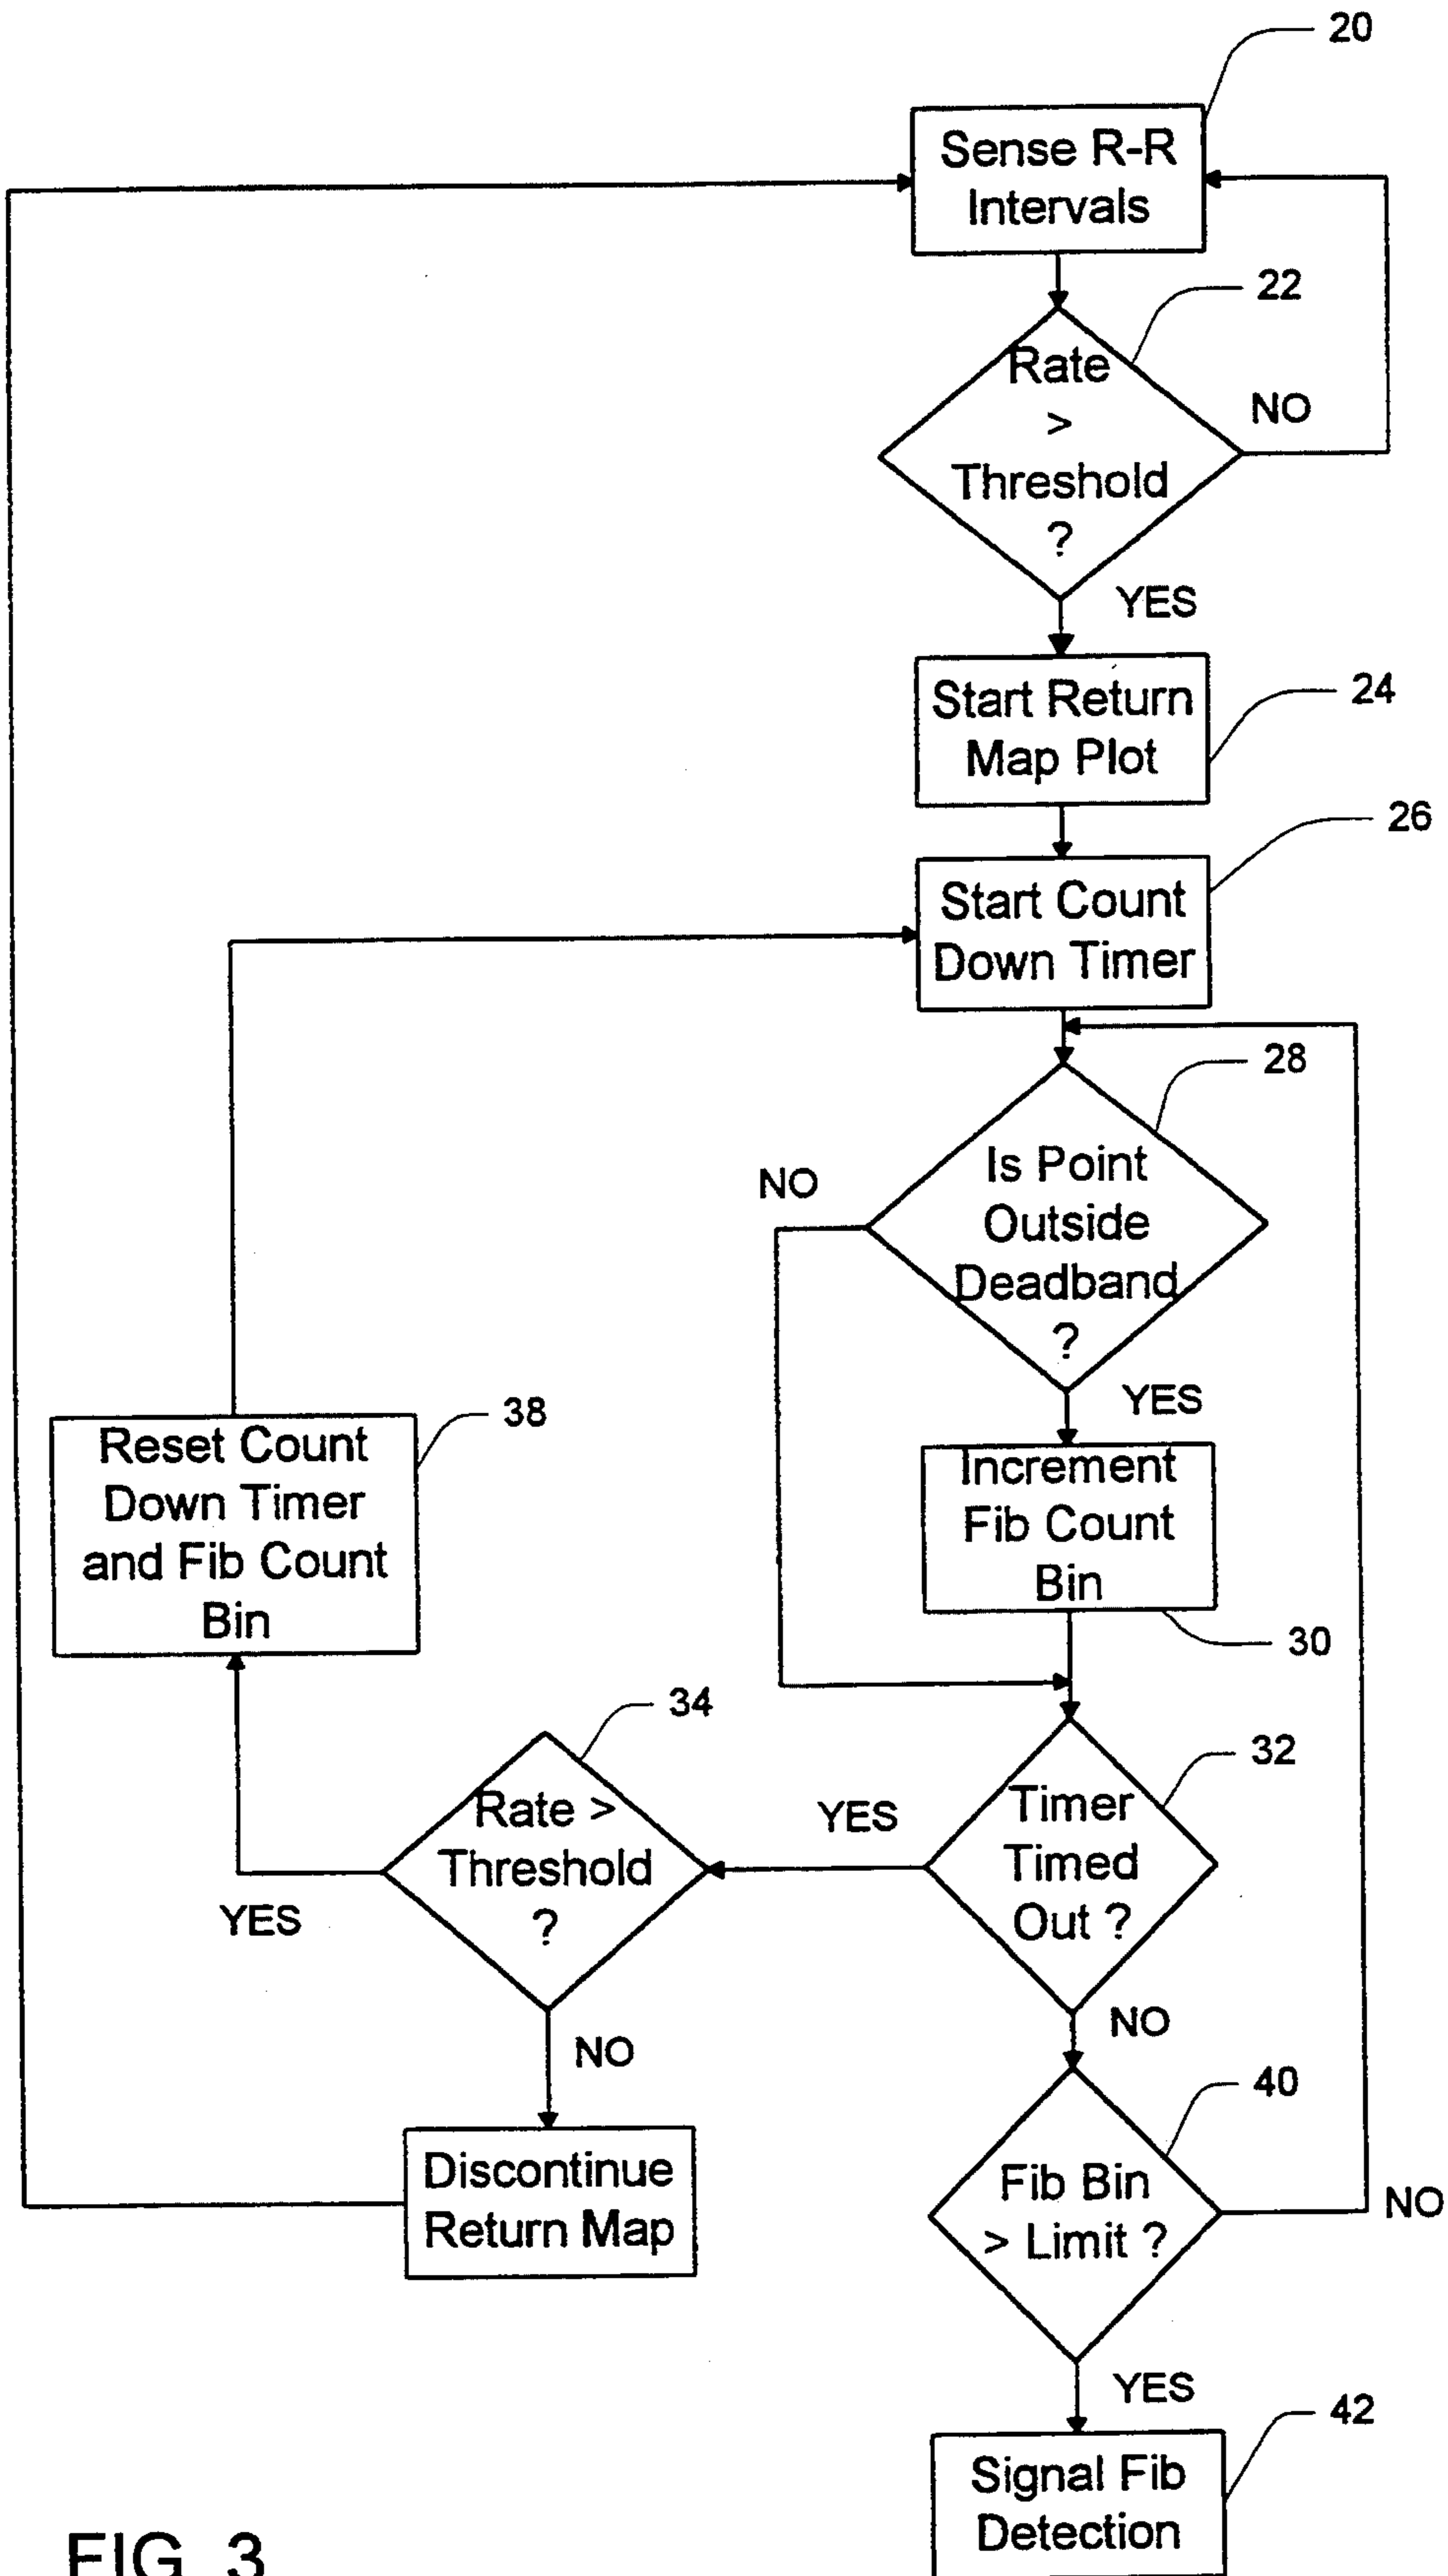 20
Sense R-R
Intervals
22
Rate
>
Threshold
?
NO
YES
Start Return
Map Plot
24
26
Start Count
Down Timer
28
Is Point
Outside
Deadband
?
NO
YES
Increment
Fib Count
Bin
30
38
Reset Count
Down Timer
and Fib Count
Bin
34
Rate >
Threshold
?
YES
NO
32
Timer
Timed
Out ?
YES
NO
Discontinue
Return Map
40
Fib Bin
> Limit ?
NO
YES
42
Signal Fib
Detection
FIG. 3